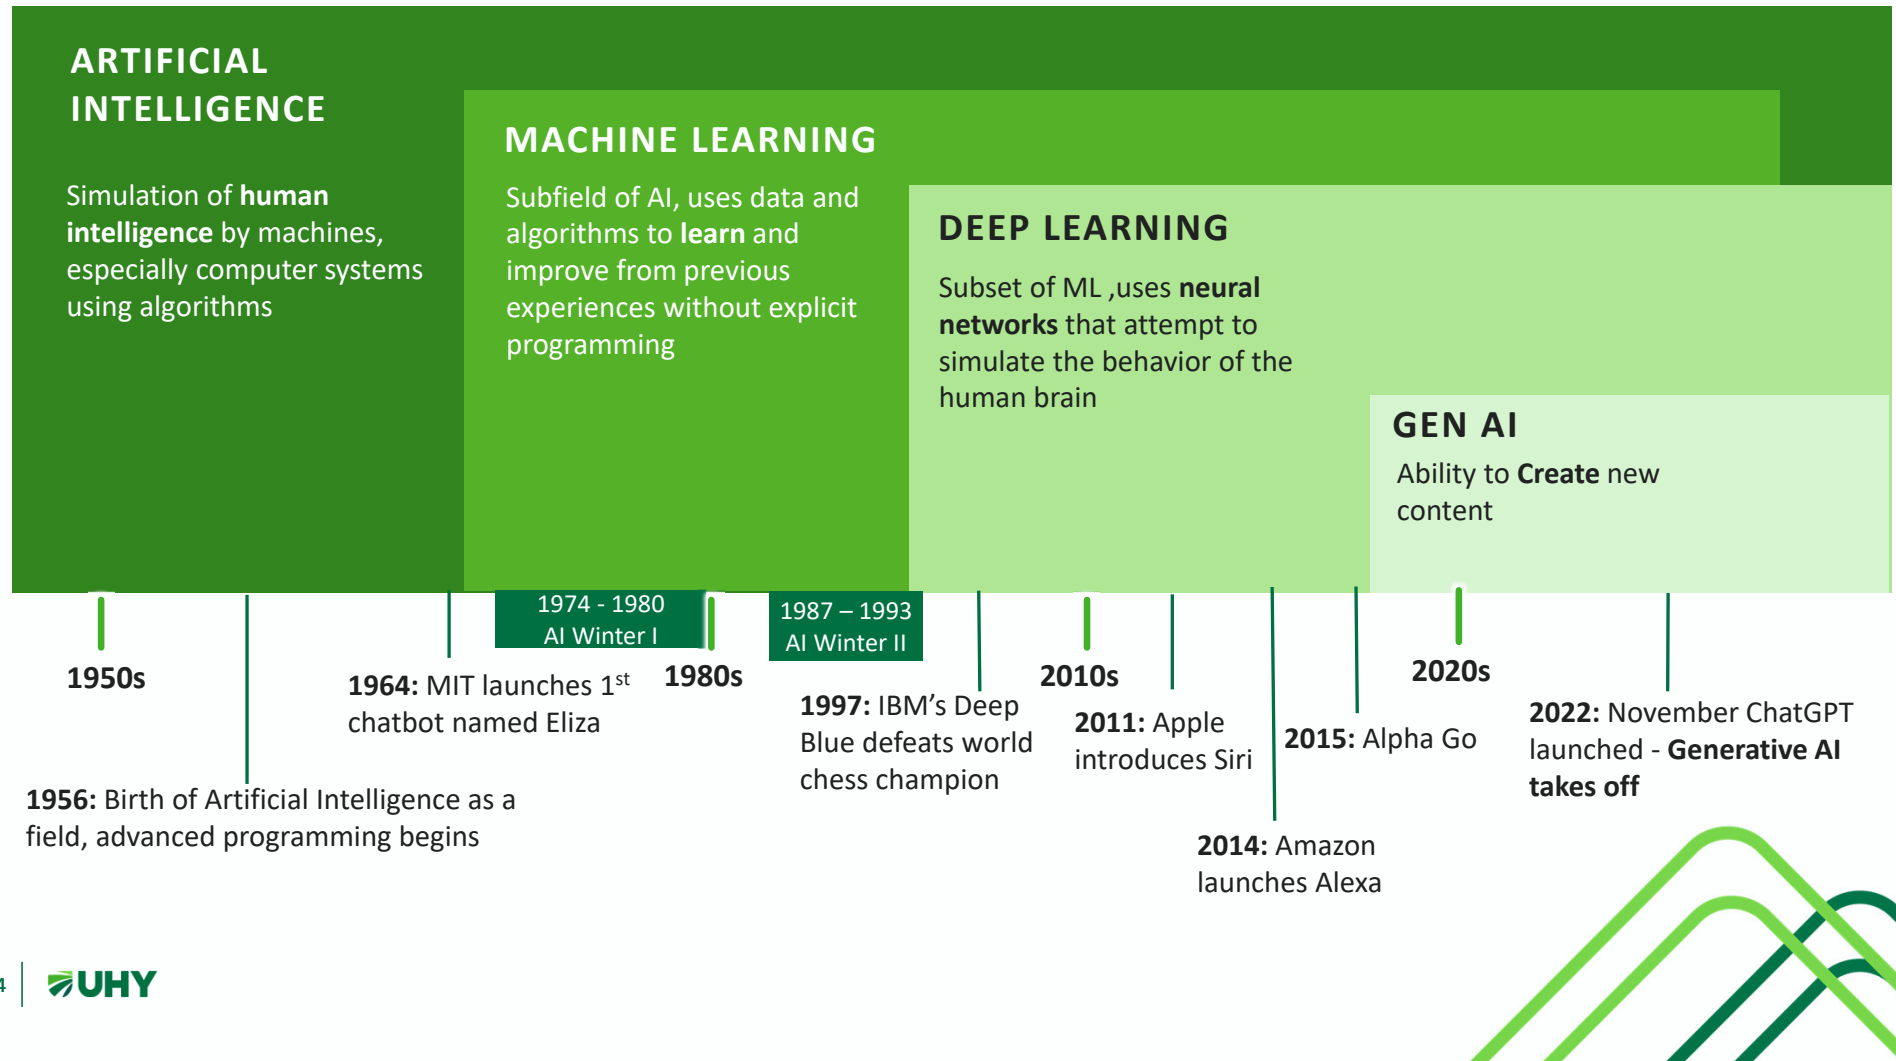 ARTIFICIAL
INTELLIGENCE
Simulation of human
intelligence by machines,
especially computer systems
using algorithms
MACHINE LEARNING
Subfield of AI, uses data and
algorithms to learn and
improve from previous
experiences without explicit
programming
DEEP LEARNING
Subset of ML ,uses neural
networks that attempt to
simulate the behavior of the
human brain
GEN AI
Ability to Create new
content
1974 - 1980
AI Winter I
1987 – 1993
AI Winter II
1950s
1980s
2010s
2020s
1956: Birth of Artificial Intelligence as a
field, advanced programming begins
1964: MIT launches 1st
chatbot named Eliza
1997: IBM's Deep
Blue defeats world
chess champion
2011: Apple
introduces Siri
2014: Amazon
launches Alexa
2015: Alpha Go
2022: November ChatGPT
launched - Generative AI
takes off
4
UHY